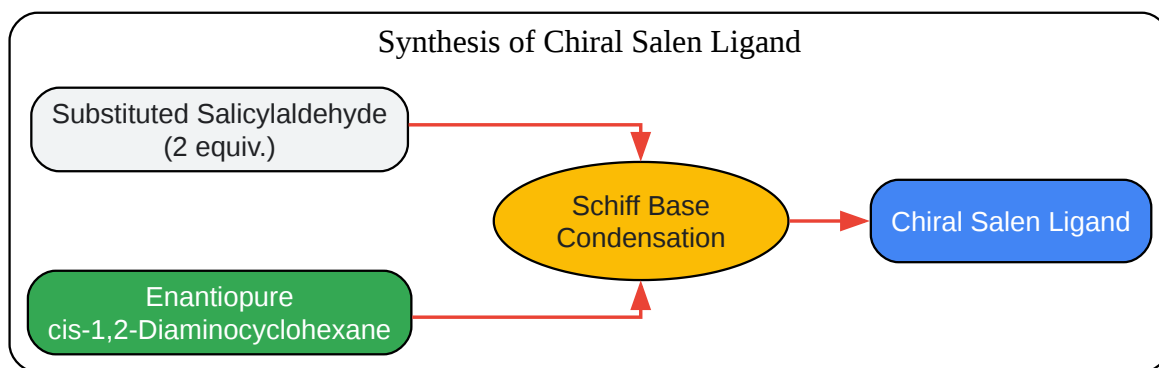 Synthesis of Chiral Salen Ligand
Substituted Salicylaldehyde
(2 equiv.)
Schiff Base
Condensation
Chiral Salen Ligand
Enantiopure
cis-1,2-Diaminocyclohexane